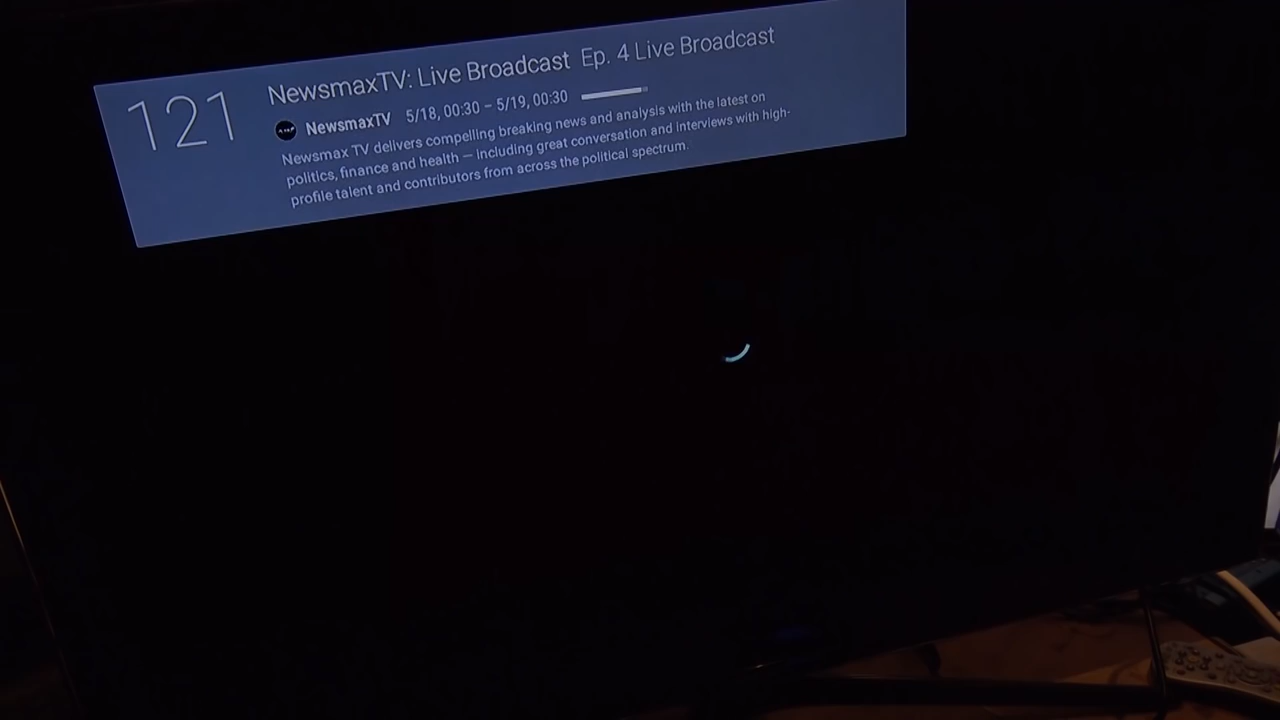 121
NewsmaxTV: Live Broadcast Ep. 4 Live Broadcast
NewsmaxTV 5/18, 00:30 – 5/19, 00:30
Newsmax TV delivers compelling breaking news and analysis with the latest on
politics, finance and health — including great conversation and interviews with high-
profile talent and contributors from across the political spectrum.